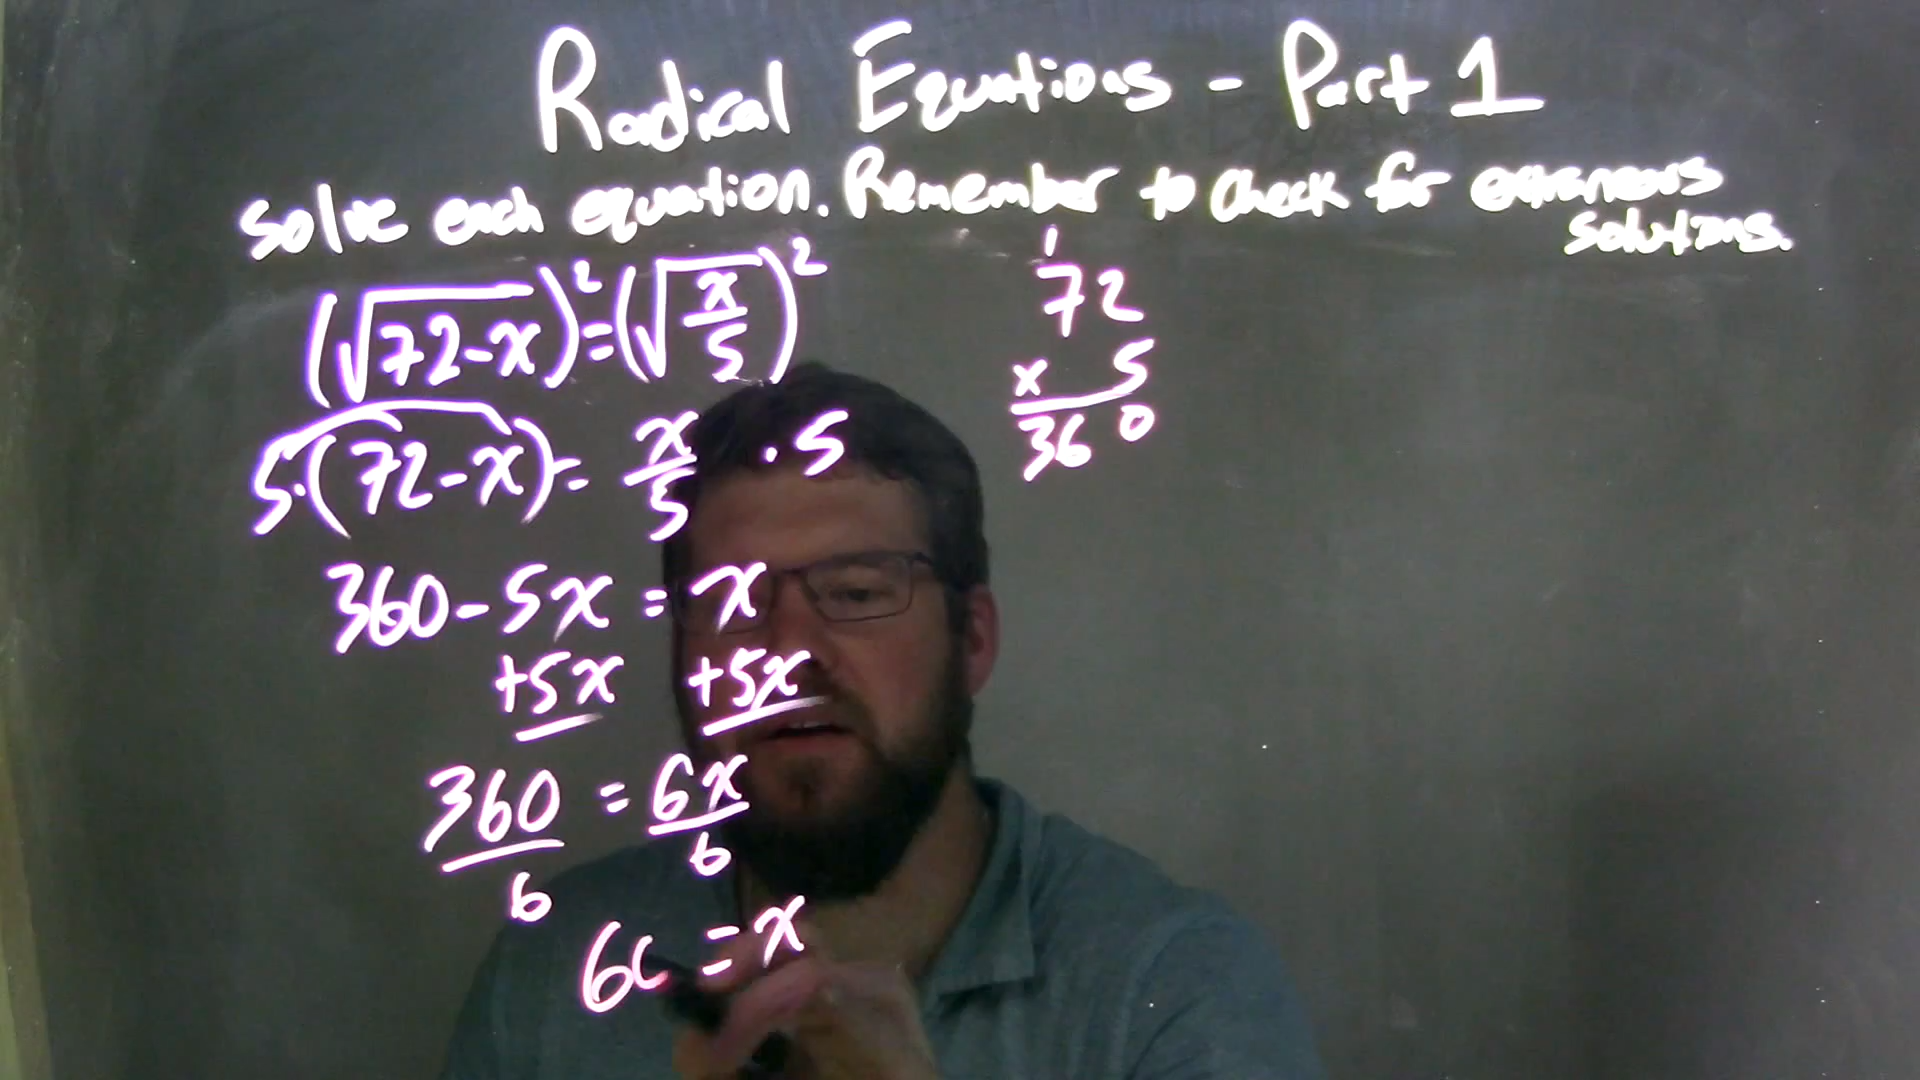 Radical Equations - Part 1
Solve each equation. Remember to check for extraneous
solutions.
(√72-x)² = (√x/5)²
5·(72-x) = x/5 · 5
360 - 5x = x
+5x +5x
360/6 = 6x/6
60 = x
1
72
x 5
360